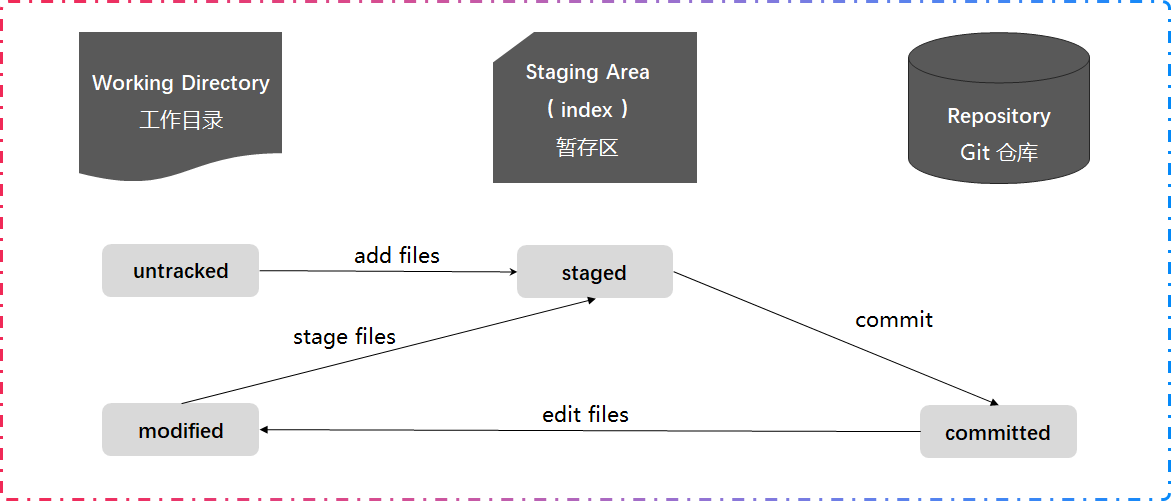 Working Directory
工作目录
Staging Area
（ index ）
暂存区
Repository
Git 仓库
untracked
add files
staged
stage files
commit
modified
edit files
committed